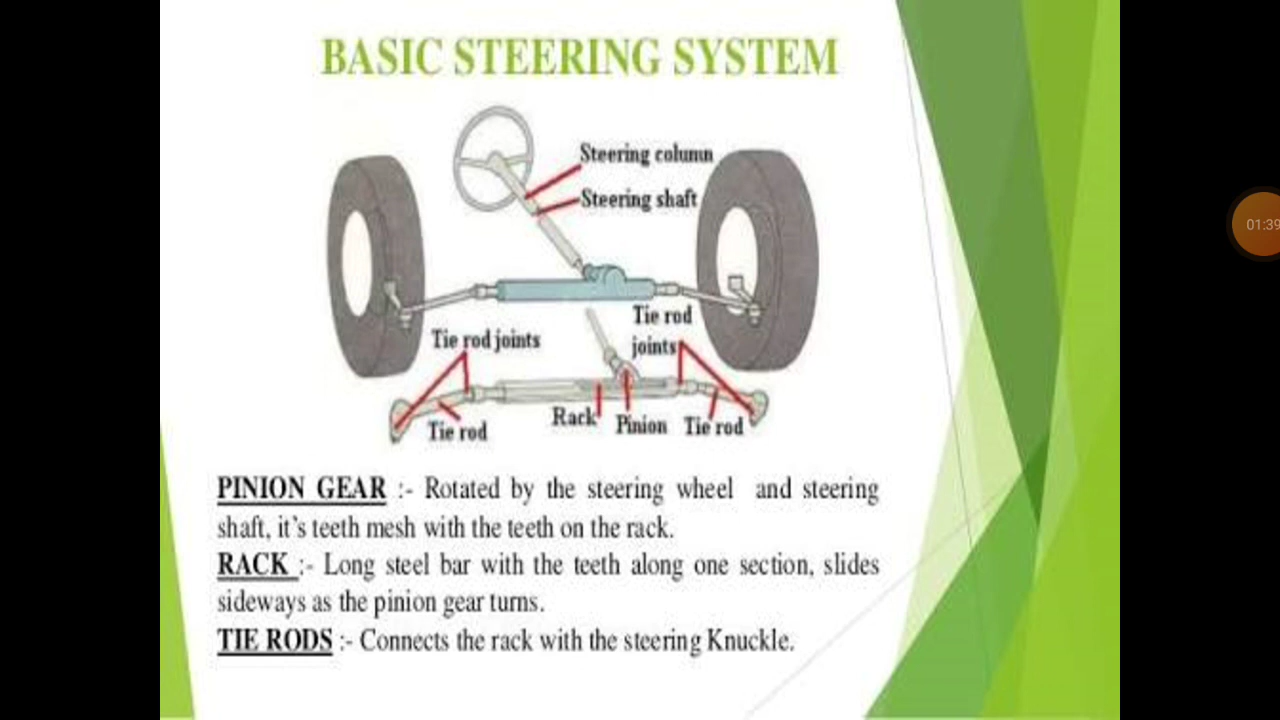 BASIC STEERING SYSTEM
Steering column
Steering shaft
Tie rod
joints
Tie rod joints
Rack
Pinion
Tie rod
Tie rod
PINION GEAR :- Rotated by the steering wheel and steering
shaft, it's teeth mesh with the teeth on the rack.
RACK :- Long steel bar with the teeth along one section, slides
sideways as the pinion gear turns.
TIE RODS :- Connects the rack with the steering Knuckle.
01:39